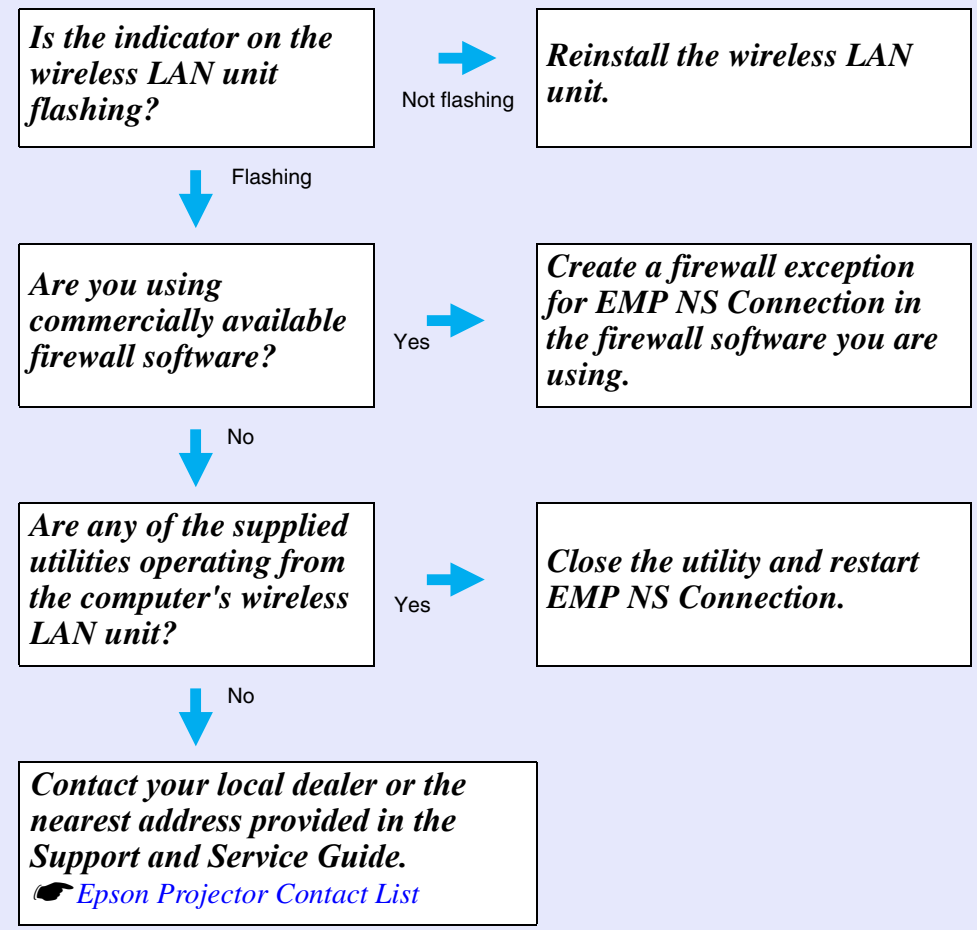 Is the indicator on the
wireless LAN unit
flashing?
Not flashing
Reinstall the wireless LAN
unit.
Flashing
Are you using
commercially available
firewall software?
Yes
Create a firewall exception
for EMP NS Connection in
the firewall software you are
using.
No
Are any of the supplied
utilities operating from
the computer's wireless
LAN unit?
Yes
Close the utility and restart
EMP NS Connection.
No
Contact your local dealer or the
nearest address provided in the
Support and Service Guide.
Epson Projector Contact List